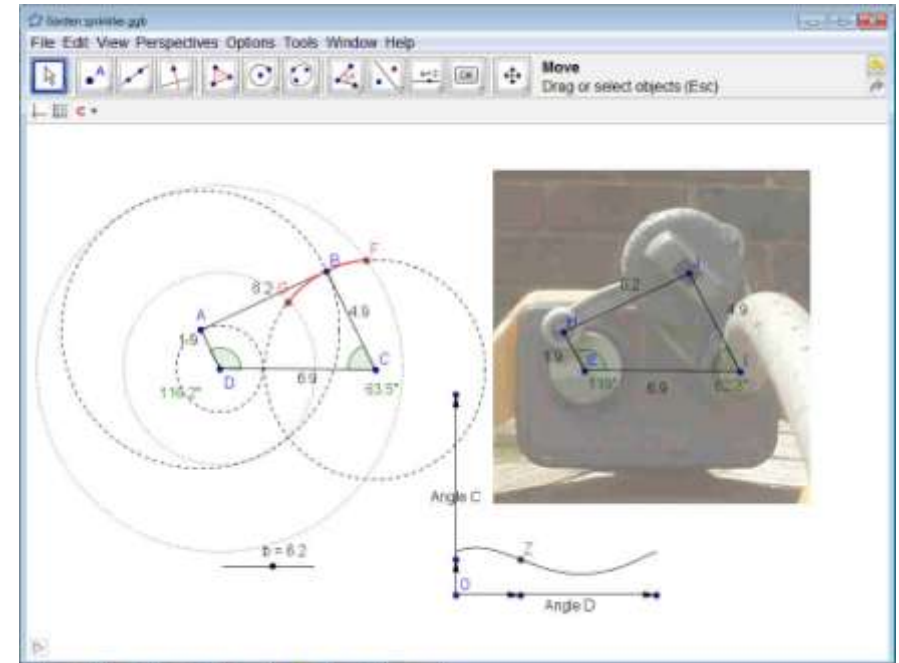 Garden sprinkler.ggb
File Edit View Perspectives Options Tools Window Help
Move
Drag or select objects (Esc)
B
F
6.2
G
A
4.9
1.9
D
6.9
C
116.2°
63.5°
J
6.2
H
4.9
1.9
E
6.9
I
Angle C
b = 6.2
Z
O
Angle D